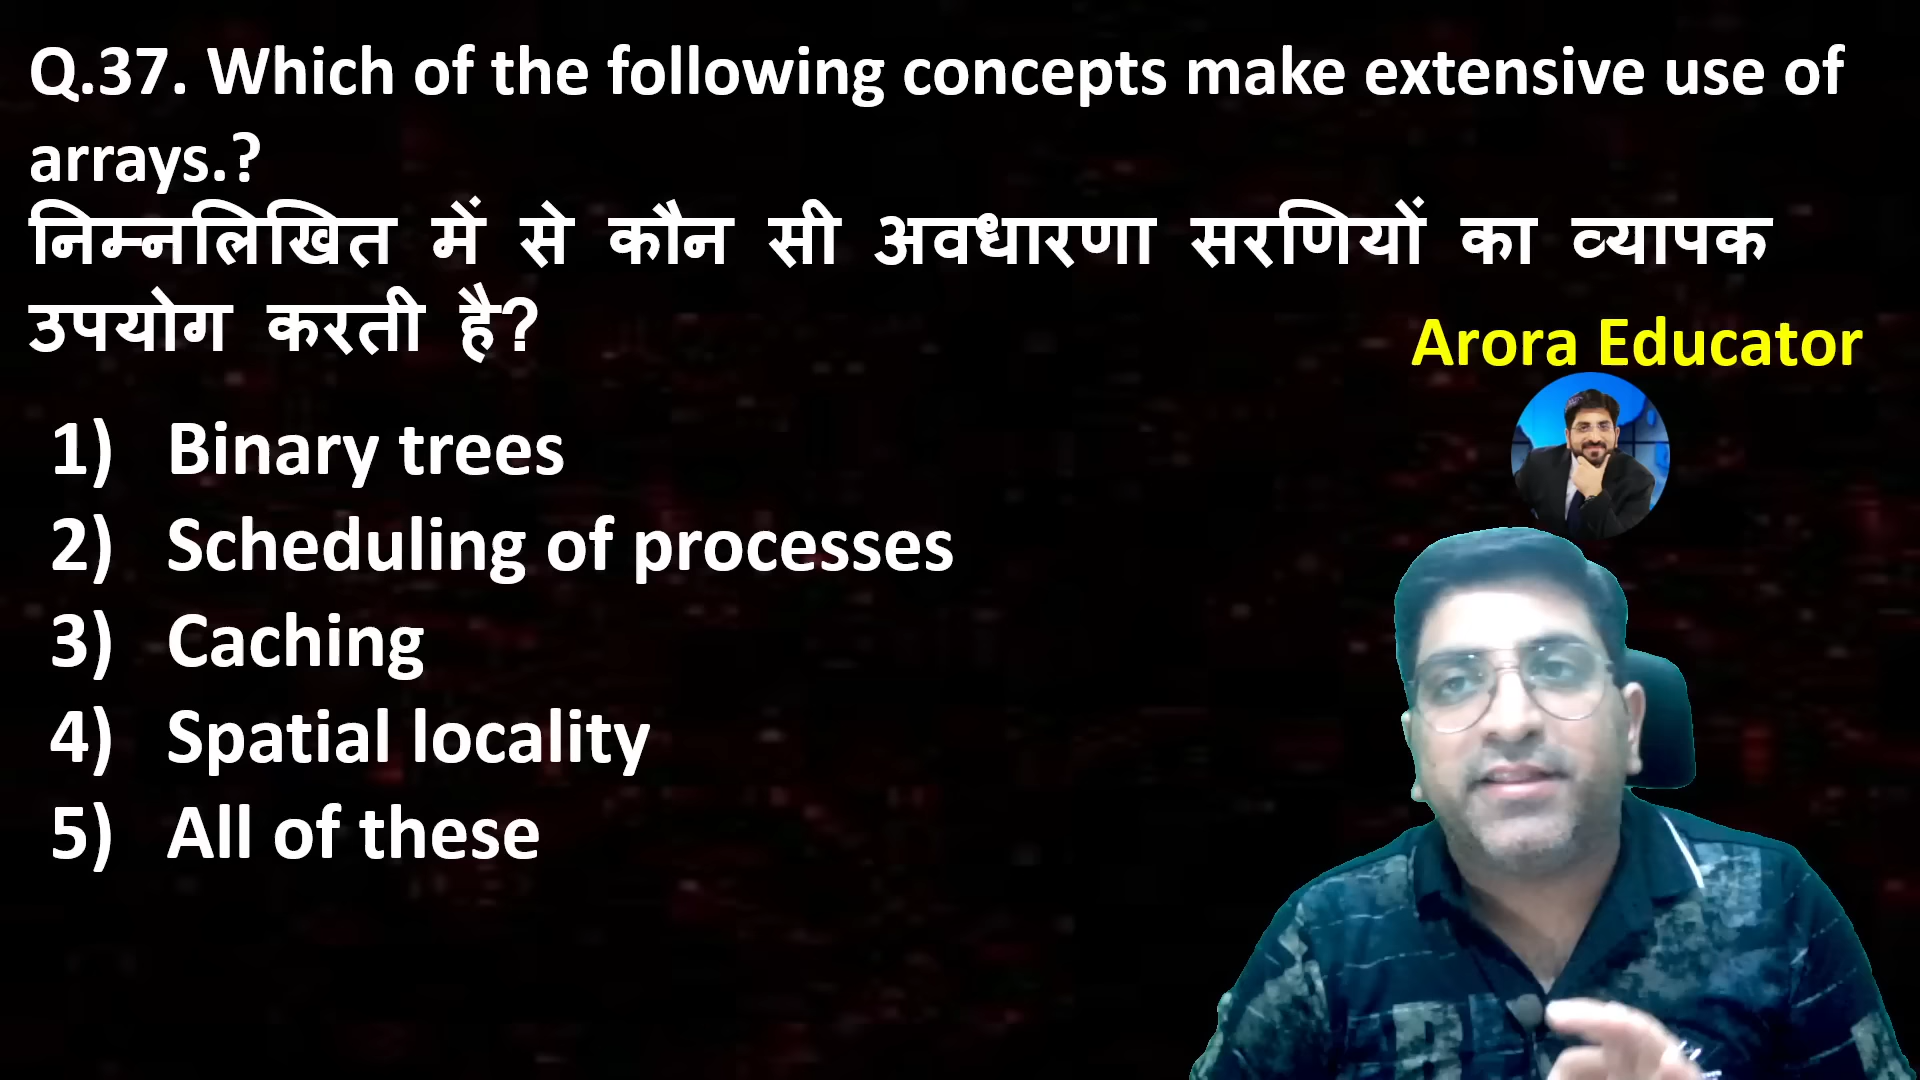 Q.37. Which of the following concepts make extensive use of
arrays.?
निम्नलिखित में से कौन सी अवधारणा सरणियों का व्यापक
उपयोग करती है?
Arora Educator
1) Binary trees
2) Scheduling of processes
3) Caching
4) Spatial locality
5) All of these